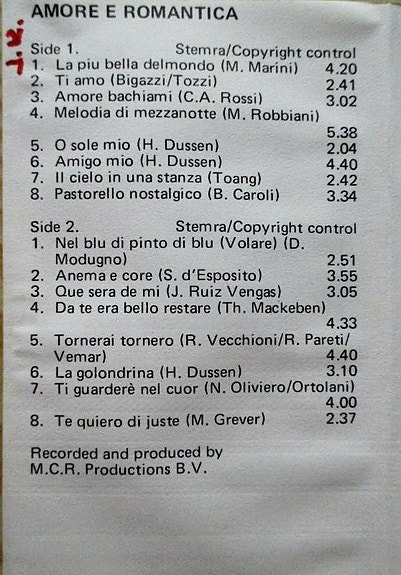 AMORE E ROMANTICA
Side 1. Stemra/Copyright control
1. La piu bella delmondo (M. Marini) 4.20
2. Ti amo (Bigazzi/Tozzi) 2.41
3. Amore bachiami (C.A. Rossi) 3.02
4. Melodia di mezzanotte (M. Robbiani)
5.38
5. O sole mio (H. Dussen) 2.04
6. Amigo mio (H. Dussen) 4.40
7. Il cielo in una stanza (Toang) 2.42
8. Pastorello nostalgico (B. Caroli) 3.34
Side 2. Stemra/Copyright control
1. Nel blu di pinto di blu (Volare) (D.
Modugno) 2.51
2. Anema e core (S. d'Esposito) 3.55
3. Que sera de mi (J. Ruiz Vengas) 3.05
4. Da te era bello restare (Th. Mackeben)
4.33
5. Tornerai tornero (R. Vecchioni/R. Pareti/
Vemar) 4.40
6. La golondrina (H. Dussen) 3.10
7. Ti guarderè nel cuor (N. Oliviero/Ortolani)
4.00
8. Te quiero di juste (M. Grever) 2.37
Recorded and produced by
M.C.R. Productions B.V.